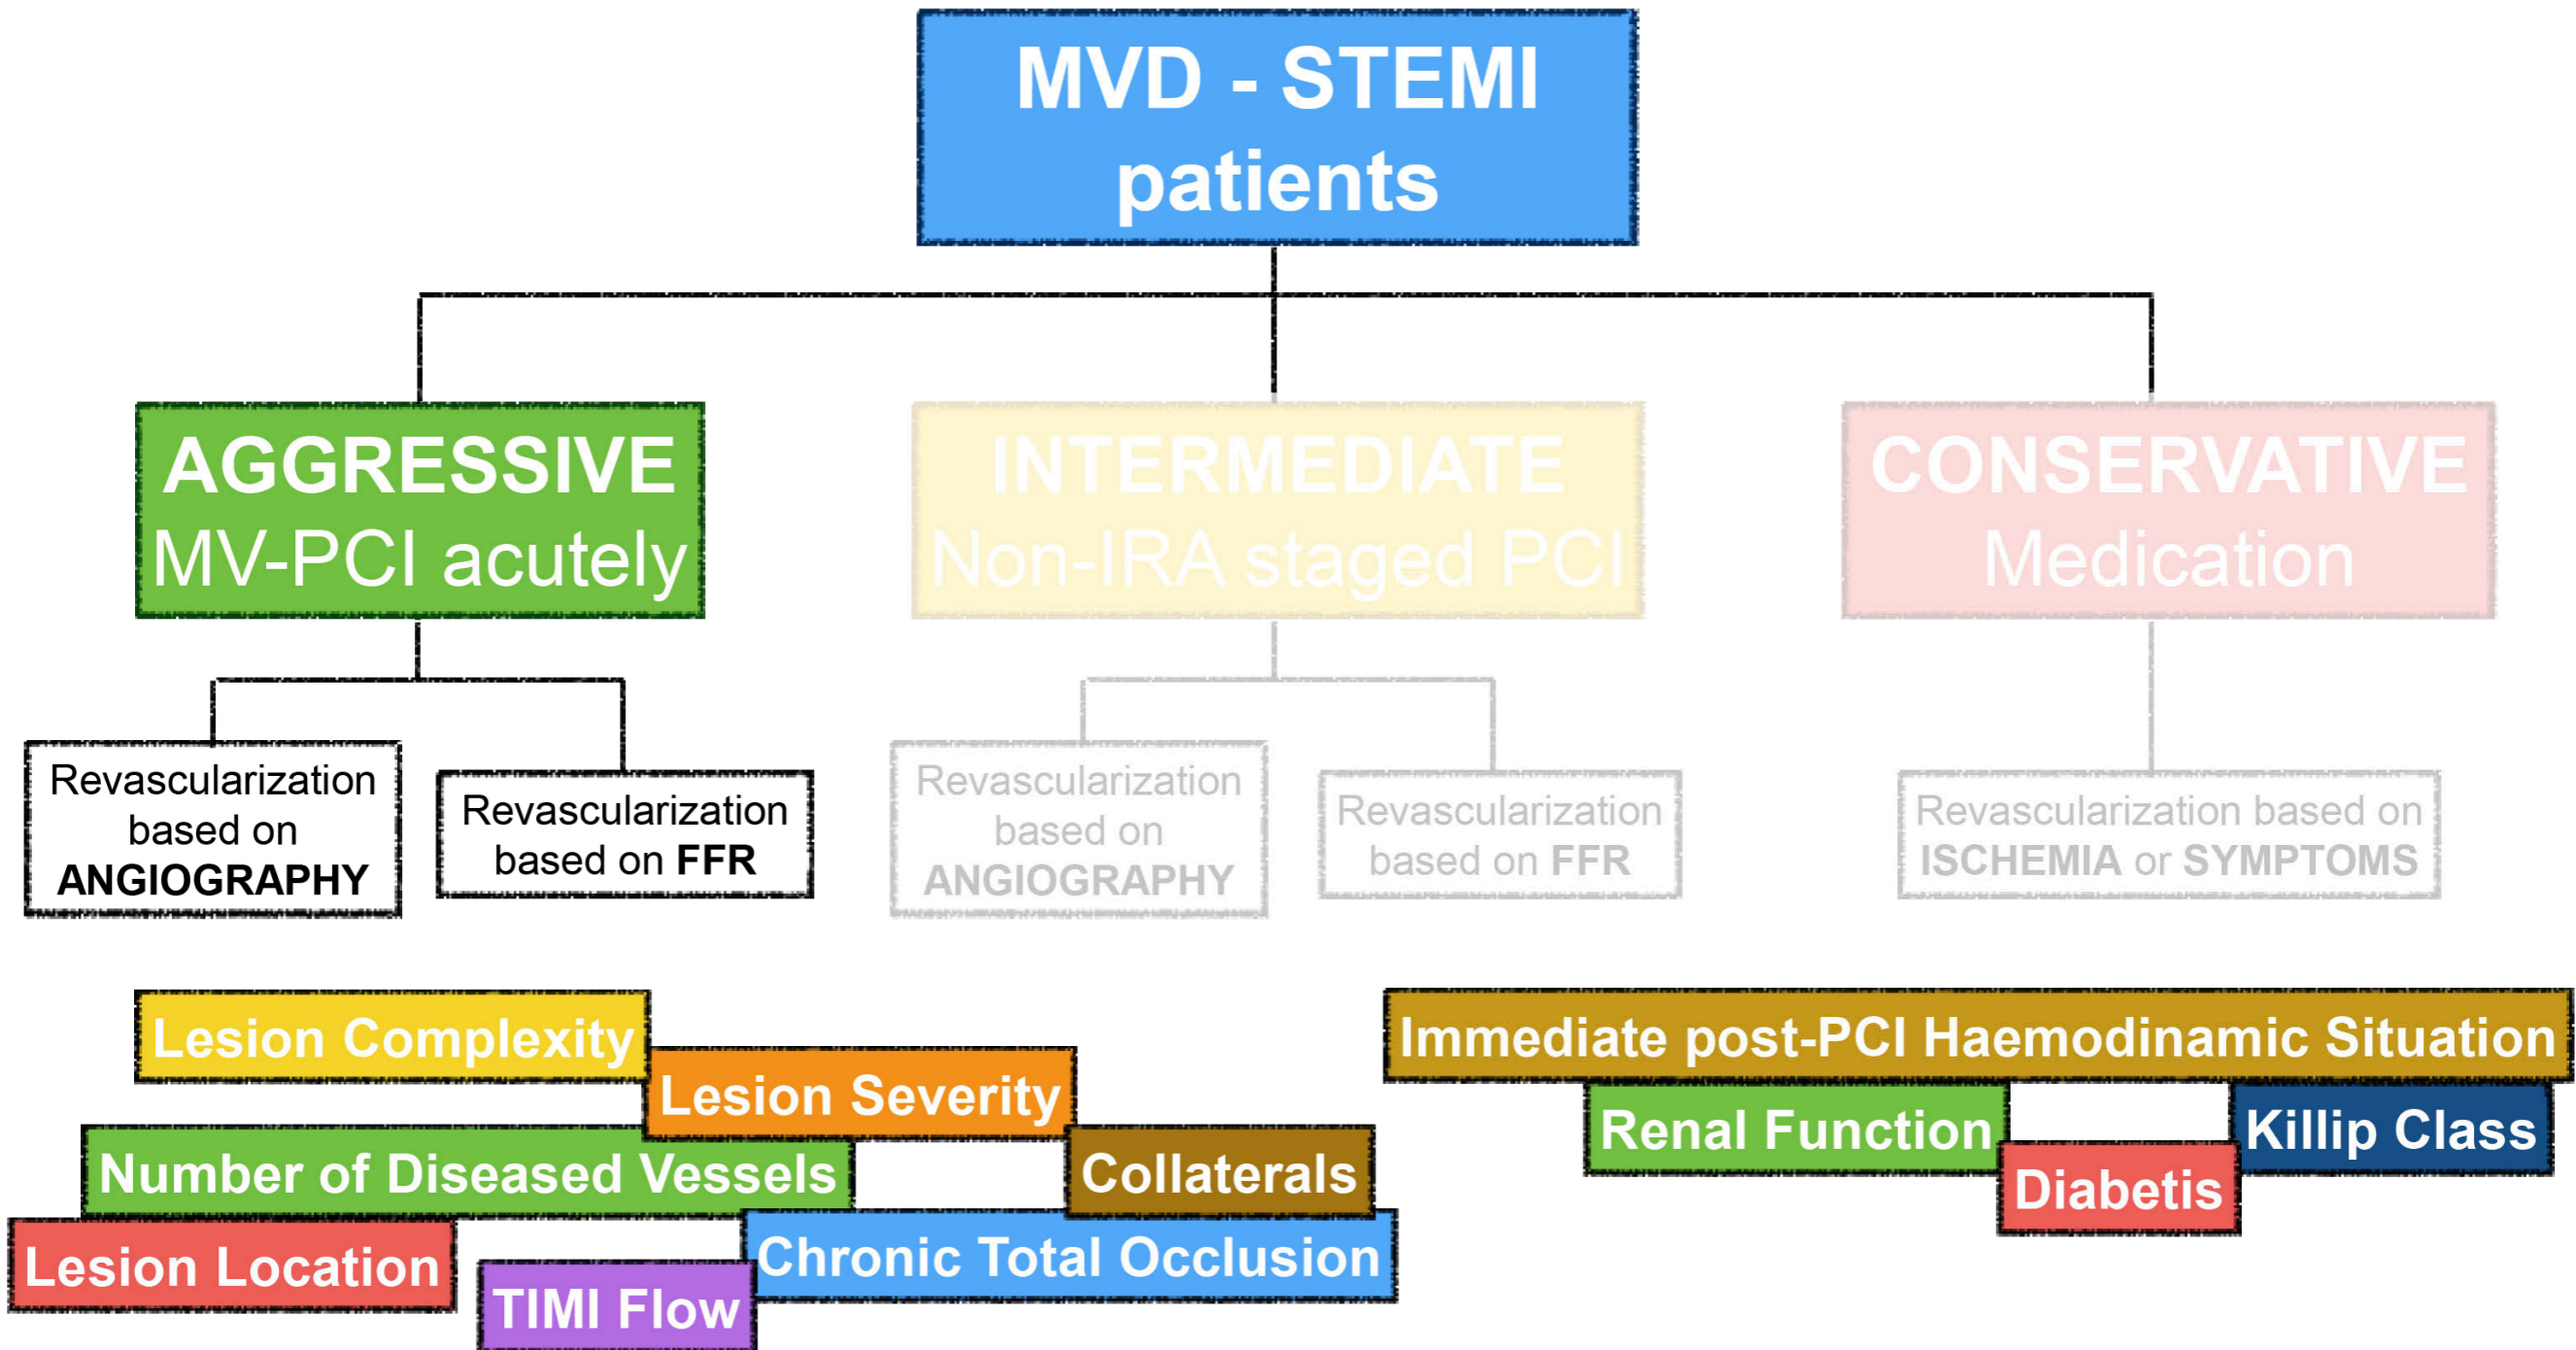 MVD - STEMI
patients
AGGRESSIVE
MV-PCI acutely
INTERMEDIATE
Non-IRA staged PCI
CONSERVATIVE
Medication
Revascularization
based on
ANGIOGRAPHY
Revascularization
based on FFR
Revascularization
based on
ANGIOGRAPHY
Revascularization
based on FFR
Revascularization based on
ISCHEMIA or SYMPTOMS
Lesion Complexity
Lesion Severity
Number of Diseased Vessels
Collaterals
Lesion Location
Chronic Total Occlusion
TIMI Flow
Immediate post-PCI Haemodinamic Situation
Renal Function
Killip Class
Diabetis